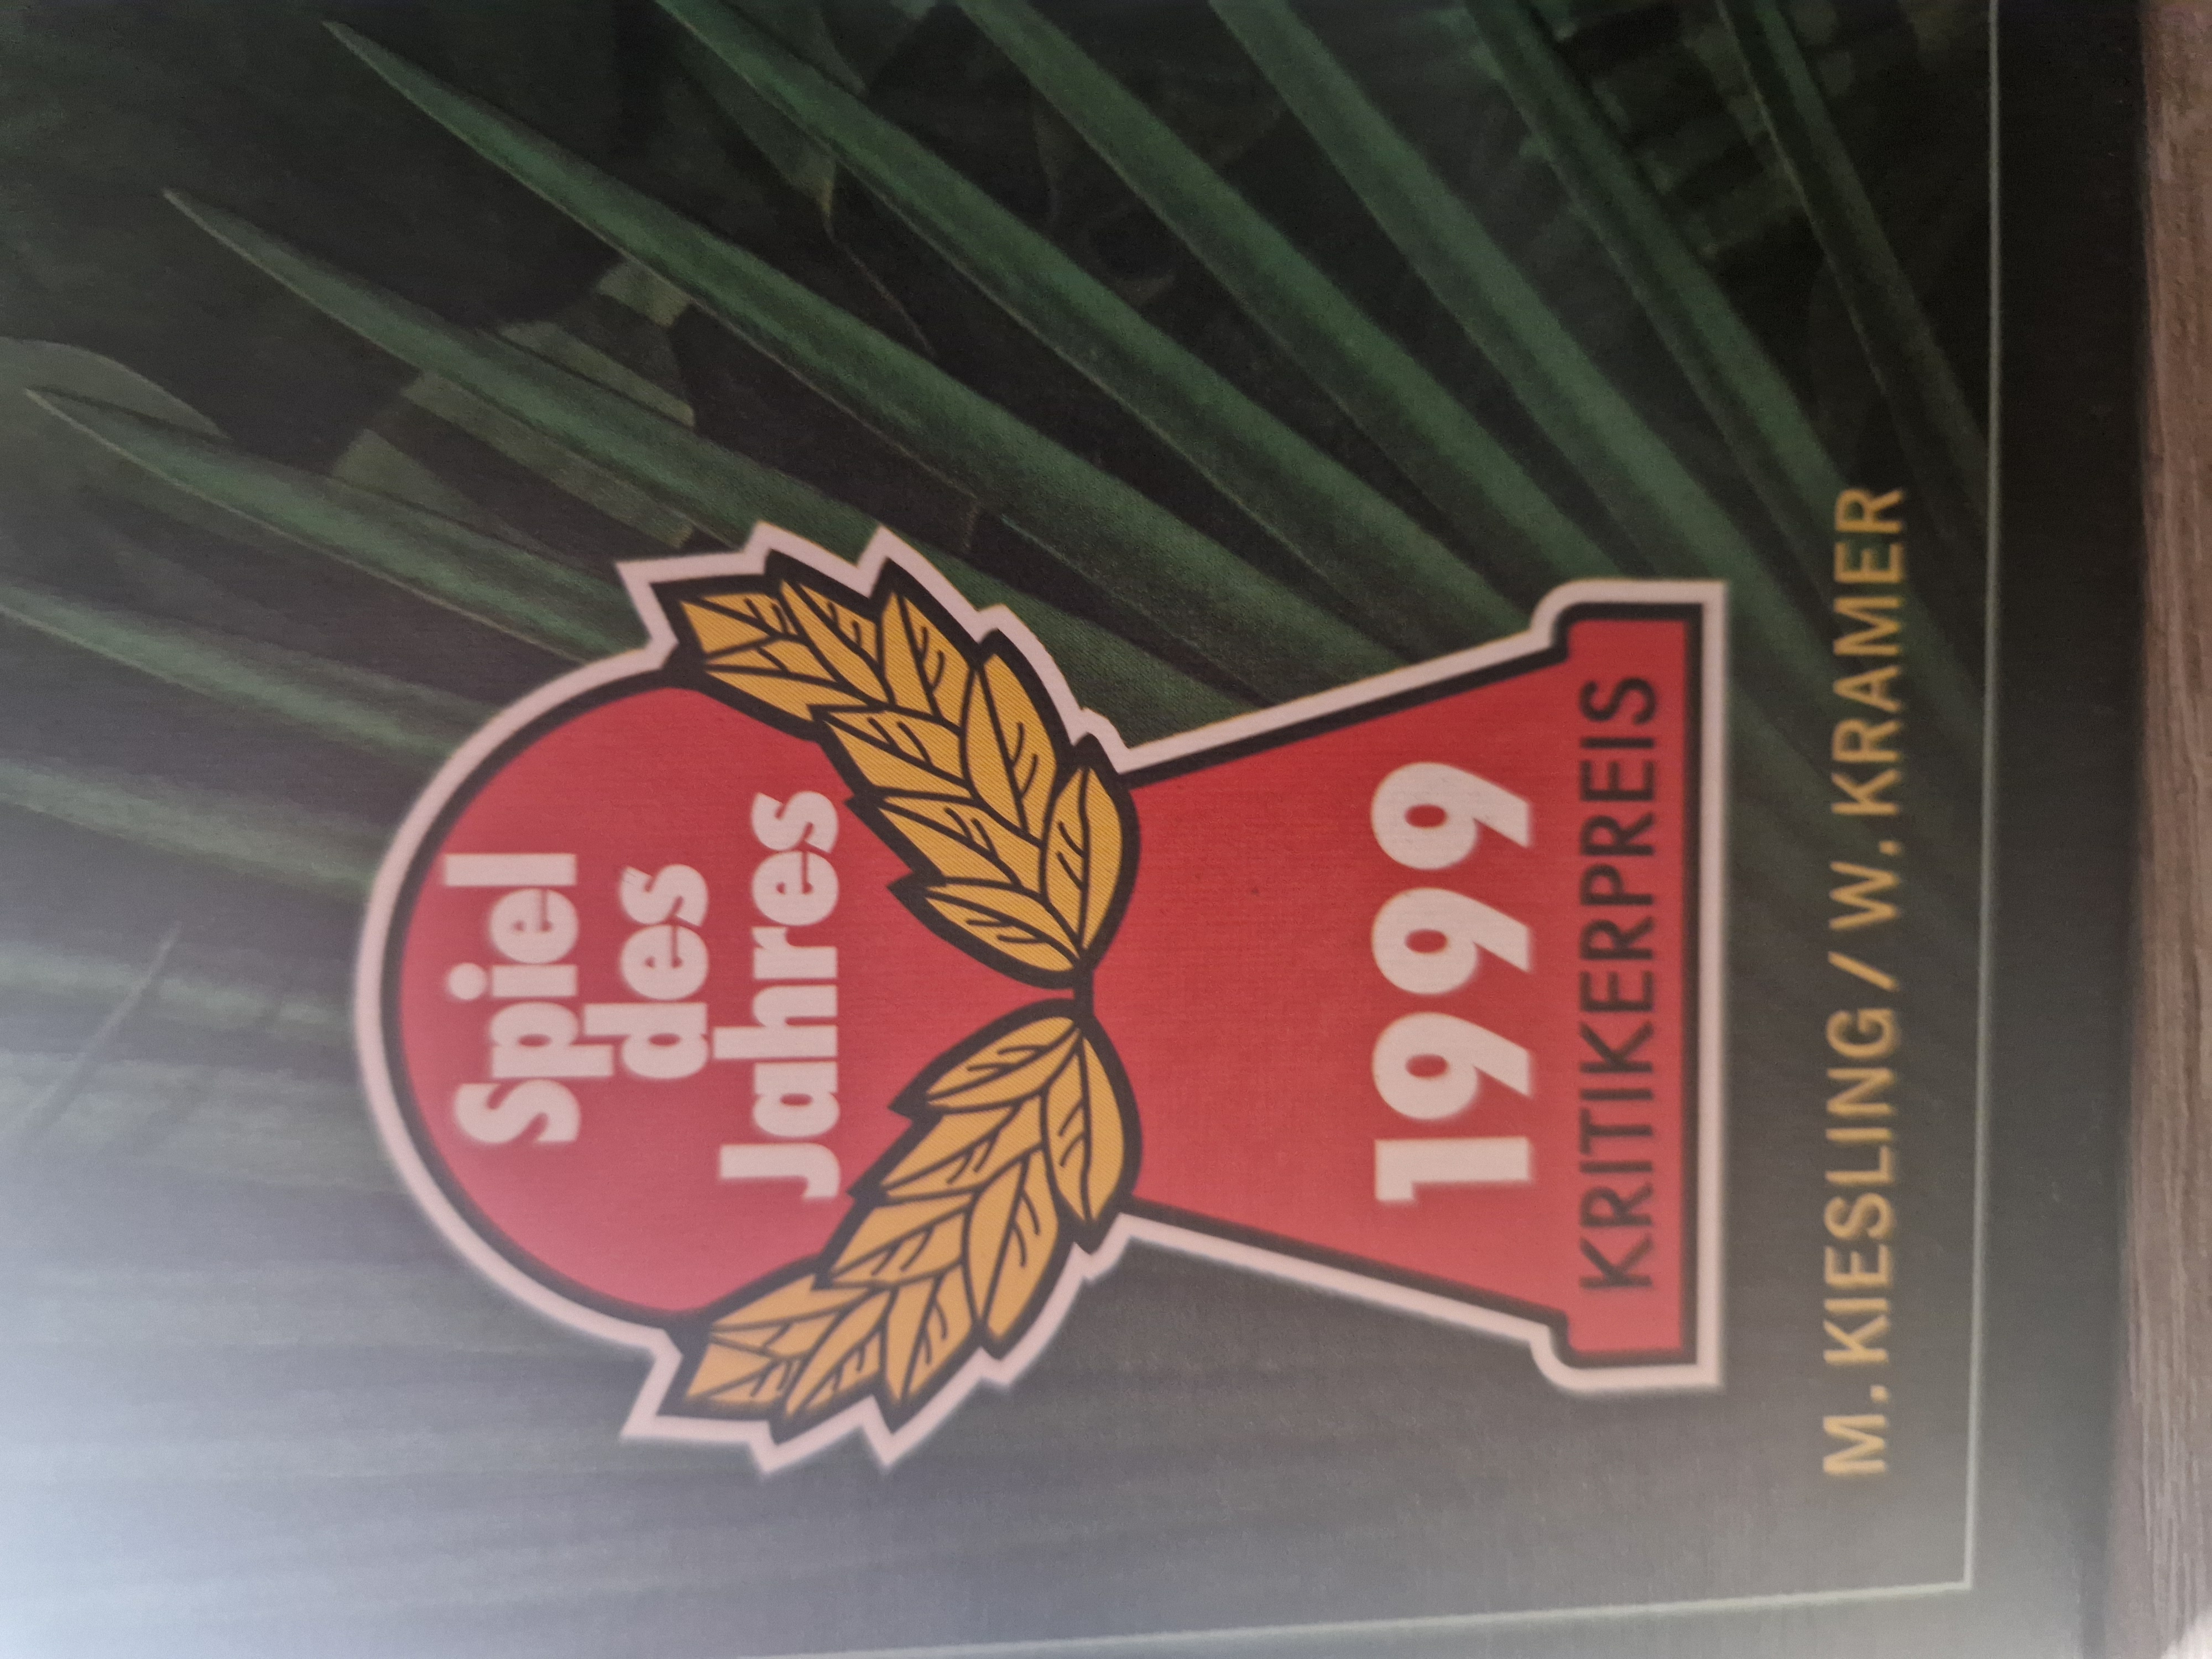 Spiel
des
Jahres
1999
KRITIKERPREIS
M. KIESLING / W. KRAMER